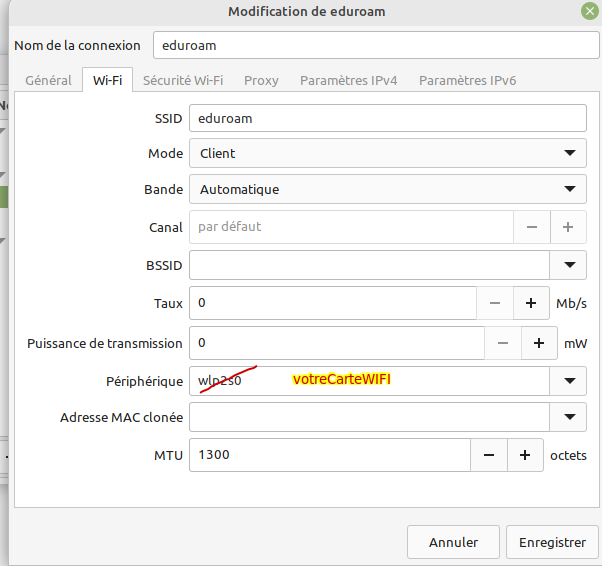 Modification de eduroam
Nom de la connexion eduroam
Général Wi-Fi Sécurité Wi-Fi Proxy Paramètres IPv4 Paramètres IPv6
SSID eduroam
Mode Client
Bande Automatique
Canal par défaut
BSSID
Taux 0 Mb/s
Puissance de transmission 0 mW
Périphérique wlp2s0 votreCarteWIFI
Adresse MAC clonée
MTU 1300 octets
Annuler Enregistrer